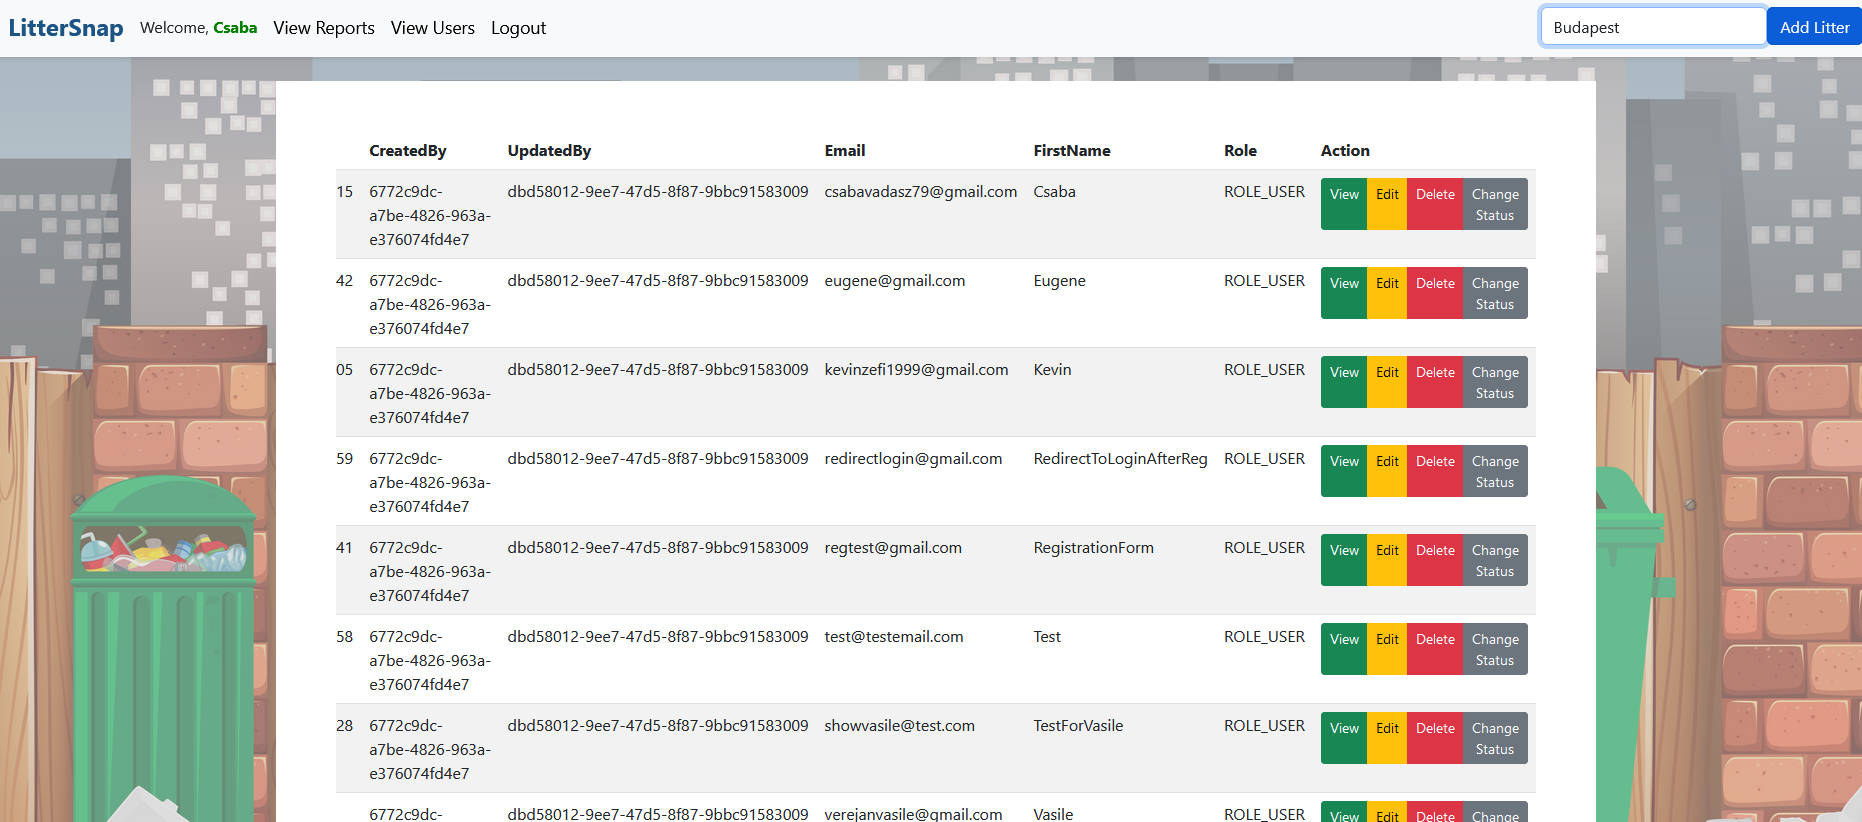 LitterSnap Welcome, Csaba View Reports View Users Logout Budapest Add Litter
CreatedBy UpdatedBy Email FirstName Role Action
15 6772c9dc- dbd58012-9ee7-47d5-8f87-9bbc91583009 csabavadasz79@gmail.com Csaba ROLE_USER View Edit Delete Change
a7be-4826-963a- Status
e376074fd4e7
42 6772c9dc- dbd58012-9ee7-47d5-8f87-9bbc91583009 eugene@gmail.com Eugene ROLE_USER View Edit Delete Change
a7be-4826-963a- Status
e376074fd4e7
05 6772c9dc- dbd58012-9ee7-47d5-8f87-9bbc91583009 kevinzefi1999@gmail.com Kevin ROLE_USER View Edit Delete Change
a7be-4826-963a- Status
e376074fd4e7
59 6772c9dc- dbd58012-9ee7-47d5-8f87-9bbc91583009 redirectlogin@gmail.com RedirectToLoginAfterReg ROLE_USER View Edit Delete Change
a7be-4826-963a- Status
e376074fd4e7
41 6772c9dc- dbd58012-9ee7-47d5-8f87-9bbc91583009 regtest@gmail.com RegistrationForm ROLE_USER View Edit Delete Change
a7be-4826-963a- Status
e376074fd4e7
58 6772c9dc- dbd58012-9ee7-47d5-8f87-9bbc91583009 test@testemail.com Test ROLE_USER View Edit Delete Change
a7be-4826-963a- Status
e376074fd4e7
28 6772c9dc- dbd58012-9ee7-47d5-8f87-9bbc91583009 showvasile@test.com TestForVasile ROLE_USER View Edit Delete Change
a7be-4826-963a- Status
e376074fd4e7
6772c9dc- dbd58012-9ee7-47d5-8f87-9bbc91583009 verejanvasile@gmail.com Vasile ROLE_USER View Edit Delete Change